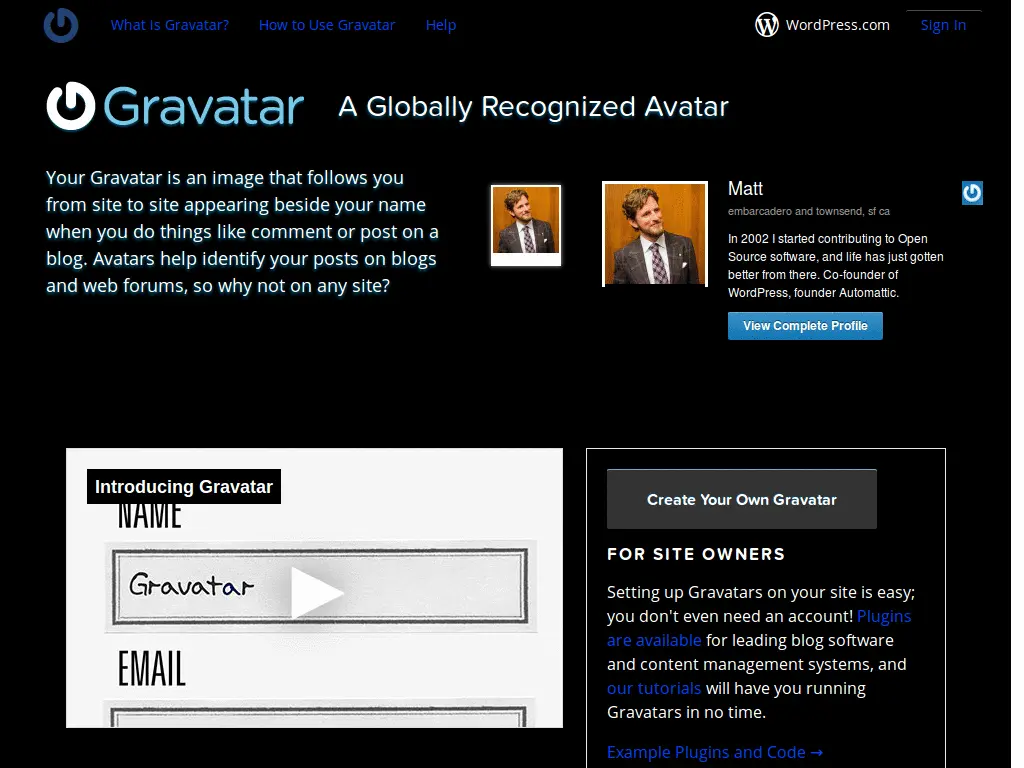 What is Gravatar?
How to Use Gravatar
Help
WordPress.com
Sign In
Gravatar
A Globally Recognized Avatar
Your Gravatar is an image that follows you
from site to site appearing beside your name
when you do things like comment or post on a
blog. Avatars help identify your posts on blogs
and web forums, so why not on any site?
Matt
embarcadero and townsend, sf ca
In 2002 I started contributing to Open
Source software, and life has just gotten
better from there. Co-founder of
WordPress, founder Automattic.
View Complete Profile
Introducing Gravatar
NAME
Gravatar
EMAIL
Create Your Own Gravatar
FOR SITE OWNERS
Setting up Gravatars on your site is easy;
you don't even need an account! Plugins
are available for leading blog software
and content management systems, and
our tutorials will have you running
Gravatars in no time.
Example Plugins and Code →